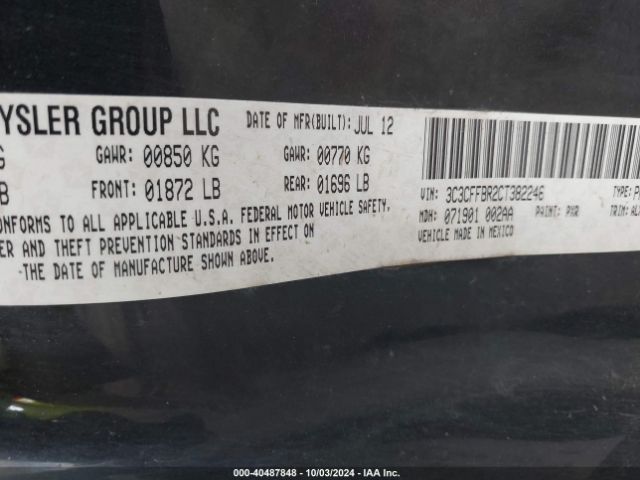 YSLER GROUP LLC
DATE OF MFR(BUILT): JUL 12
G GAWR: 00850 KG GAWR: 00770 KG
B FRONT: 01872 LB REAR: 01696 LB
ONFORMS TO ALL APPLICABLE U.S.A. FEDERAL MOTOR VEHICLE SAFETY,
ER AND THEFT PREVENTION STANDARDS IN EFFECT ON
THE DATE OF MANUFACTURE SHOWN ABOVE.
VIN: 3C3CFFBR2CT382246 TYPE: P
MDH: 071901 002AA PAINT: PXR TRIM: AL
VEHICLE MADE IN MEXICO
000-40487848 - 10/03/2024 - IAA Inc.